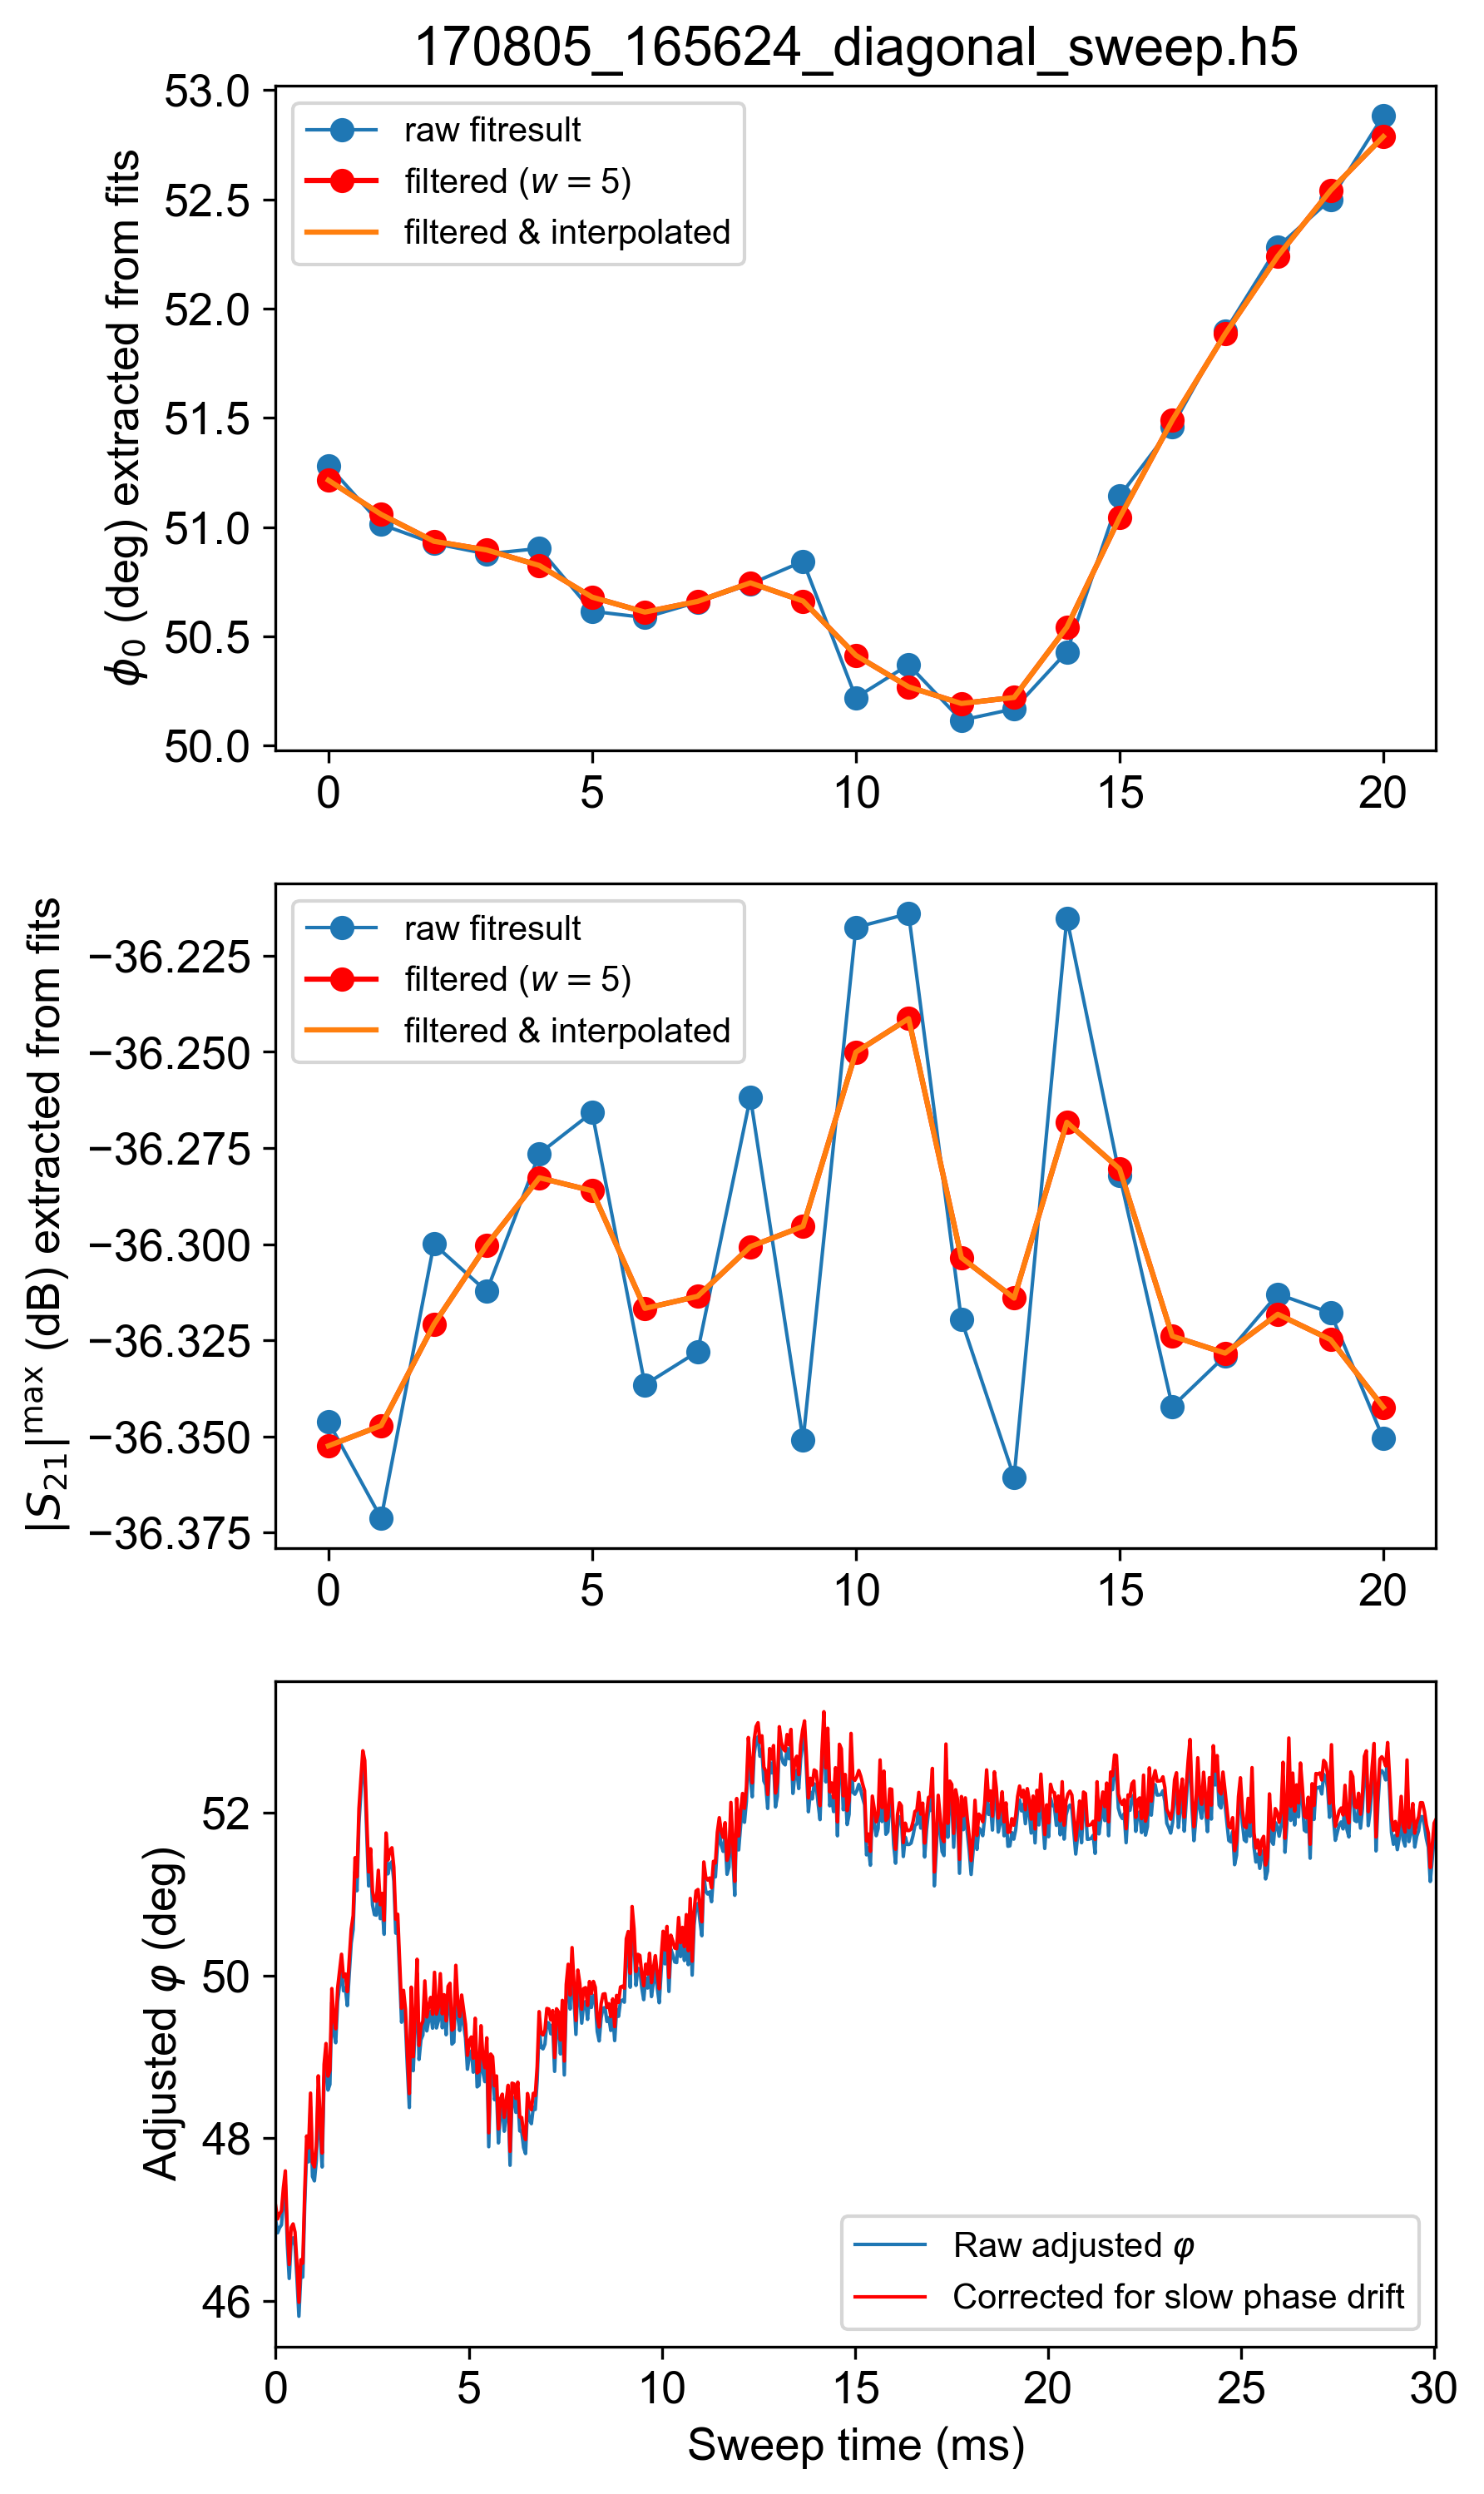 170805_165624_diagonal_sweep.h5
53.0
52.5
52.0
51.5
51.0
50.5
50.0
ϕ₀ (deg) extracted from fits
raw fitresult
filtered (w = 5)
filtered & interpolated
0 5 10 15 20
−36.225
−36.250
−36.275
−36.300
−36.325
−36.350
−36.375
|S₂₁|ᵐᵃˣ (dB) extracted from fits
raw fitresult
filtered (w = 5)
filtered & interpolated
0 5 10 15 20
52
50
48
46
Adjusted φ (deg)
Raw adjusted φ
Corrected for slow phase drift
0 5 10 15 20 25 30
Sweep time (ms)